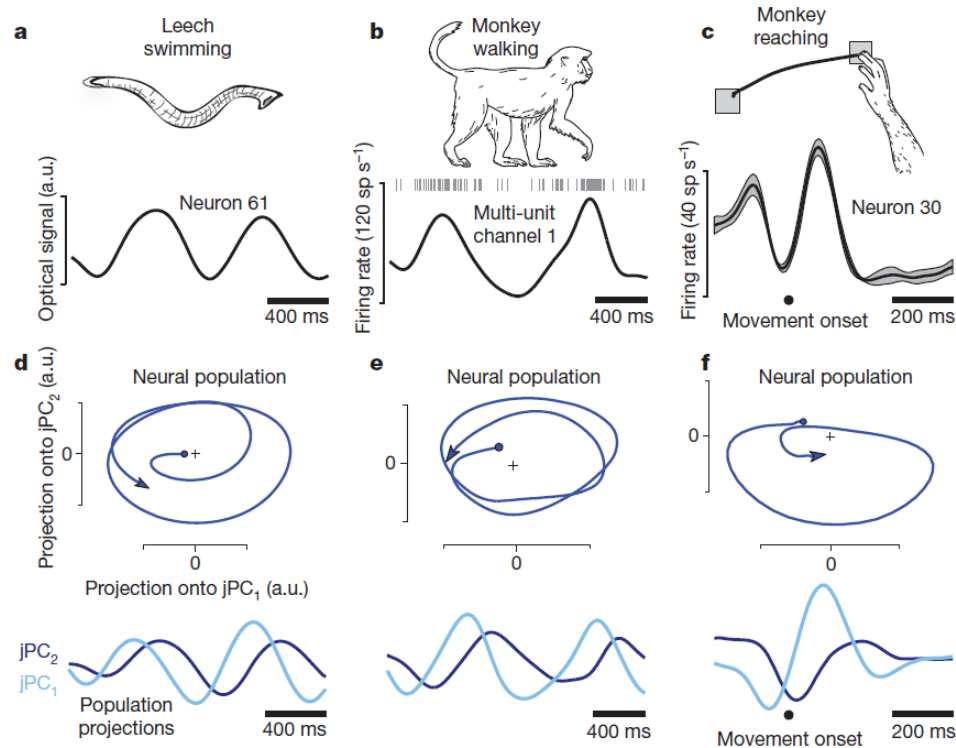 a
Leech
swimming
b
Monkey
walking
c
Monkey
reaching
Optical signal (a.u.)
Neuron 61
400 ms
Firing rate (120 sp s⁻¹)
Multi-unit
channel 1
400 ms
Firing rate (40 sp s⁻¹)
Neuron 30
Movement onset
200 ms
d
Neural population
Projection onto jPC₂ (a.u.)
0
0
Projection onto jPC₁ (a.u.)
e
Neural population
0
0
f
Neural population
0
0
jPC₂
jPC₁
Population
projections
400 ms
400 ms
Movement onset
200 ms